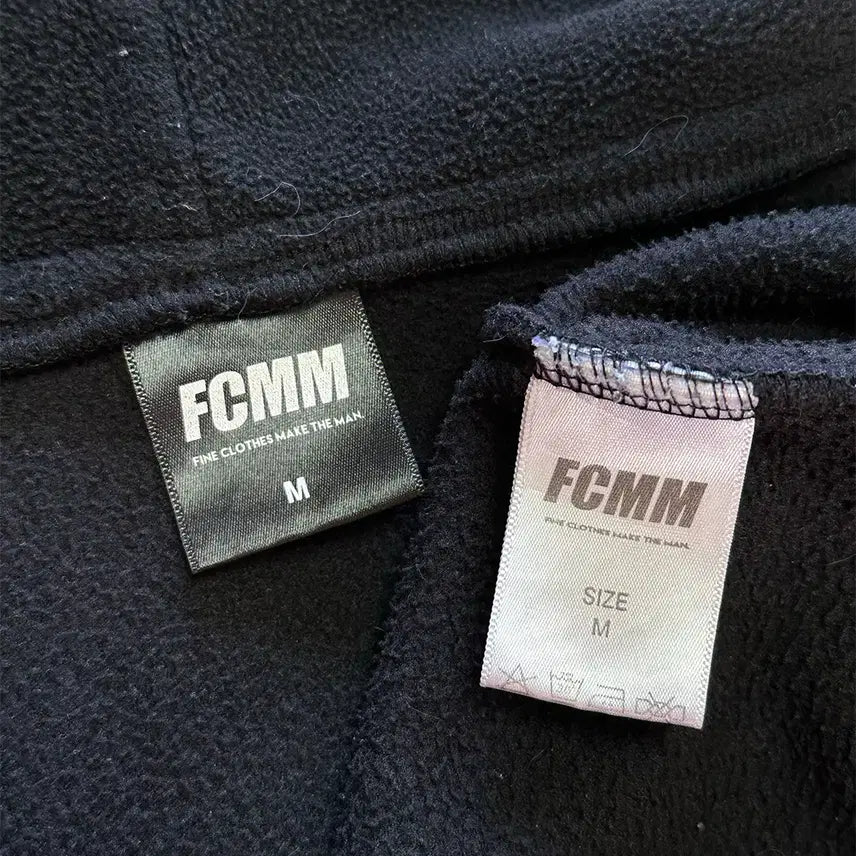 FCMM
FINE CLOTHES MAKE THE MAN.
M
FCMM
FINE CLOTHES MAKE THE MAN.
SIZE
M